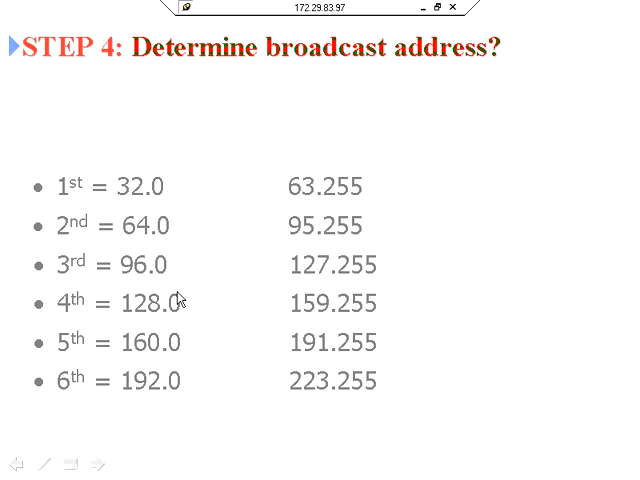 172.29.83.97
STEP 4: Determine broadcast address?
• 1st = 32.0 63.255
• 2nd = 64.0 95.255
• 3rd = 96.0 127.255
• 4th = 128.0 159.255
• 5th = 160.0 191.255
• 6th = 192.0 223.255